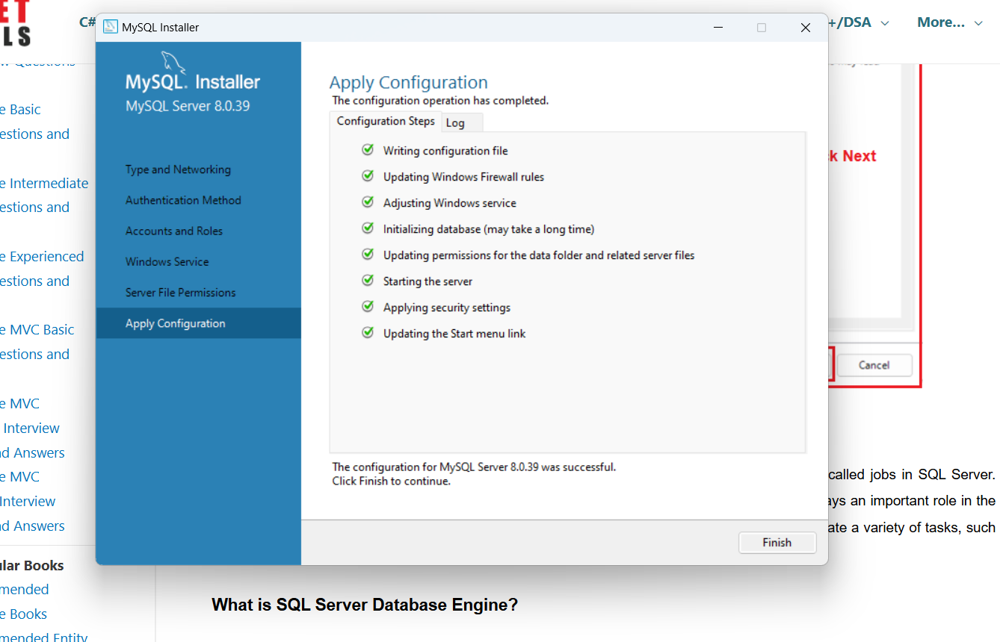 ET
LS
C#
+/DSA
More...
MySQL Installer
MySQL. Installer
MySQL Server 8.0.39
Type and Networking
Authentication Method
Accounts and Roles
Windows Service
Server File Permissions
Apply Configuration
Apply Configuration
The configuration operation has completed.
Configuration Steps
Log
Writing configuration file
Updating Windows Firewall rules
Adjusting Windows service
Initializing database (may take a long time)
Updating permissions for the data folder and related server files
Starting the server
Applying security settings
Updating the Start menu link
The configuration for MySQL Server 8.0.39 was successful.
Click Finish to continue.
Finish
Questions
e Basic
estions and
e Intermediate
estions and
e Experienced
estions and
e MVC Basic
estions and
e MVC
Interview
d Answers
e MVC
Interview
d Answers
lar Books
mended
e Books
mended Entity
k Next
Cancel
called jobs in SQL Server.
ays an important role in the
ate a variety of tasks, such
What is SQL Server Database Engine?